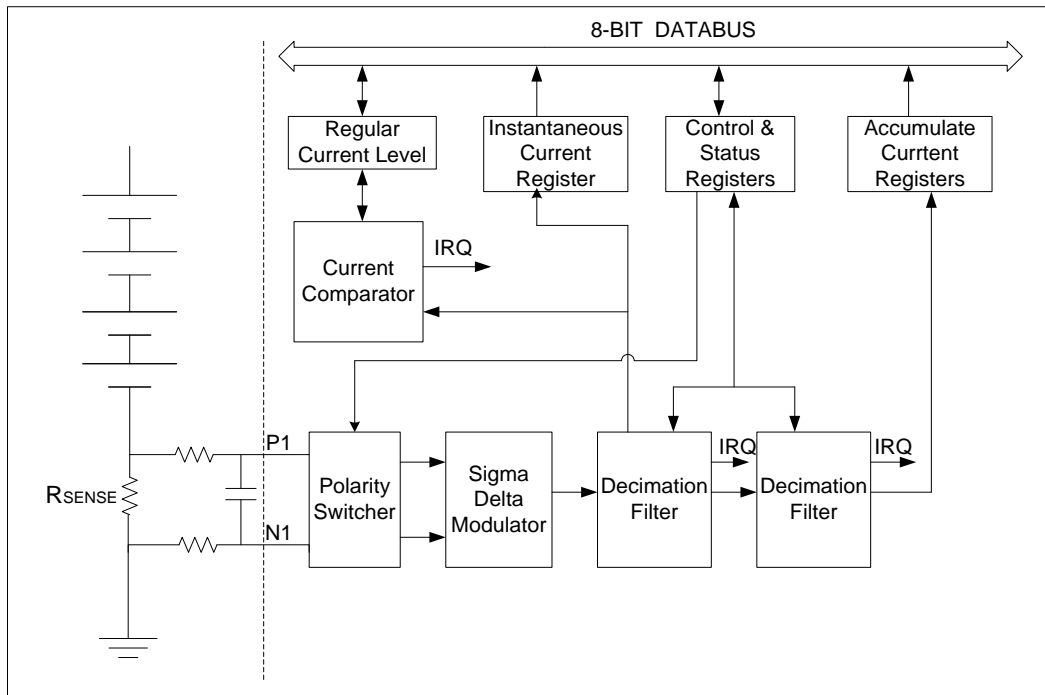 8-BIT DATABUS
Regular
Current Level
Instantaneous
Current
Register
Control &
Status
Registers
Accumulate
Currtent
Registers
Current
Comparator
IRQ
P1
N1
RSENSE
Polarity
Switcher
Sigma
Delta
Modulator
Decimation
Filter
IRQ
Decimation
Filter
IRQ